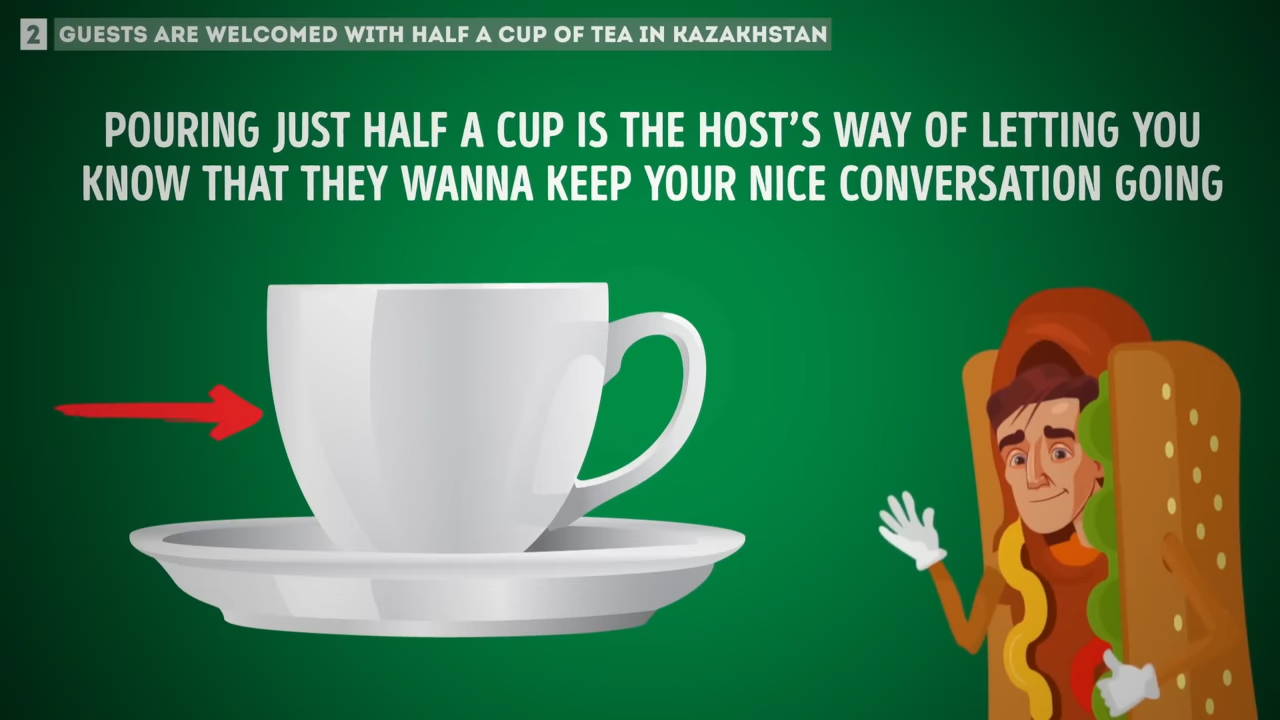 2 GUESTS ARE WELCOMED WITH HALF A CUP OF TEA IN KAZAKHSTAN
POURING JUST HALF A CUP IS THE HOST’S WAY OF LETTING YOU
KNOW THAT THEY WANNA KEEP YOUR NICE CONVERSATION GOING